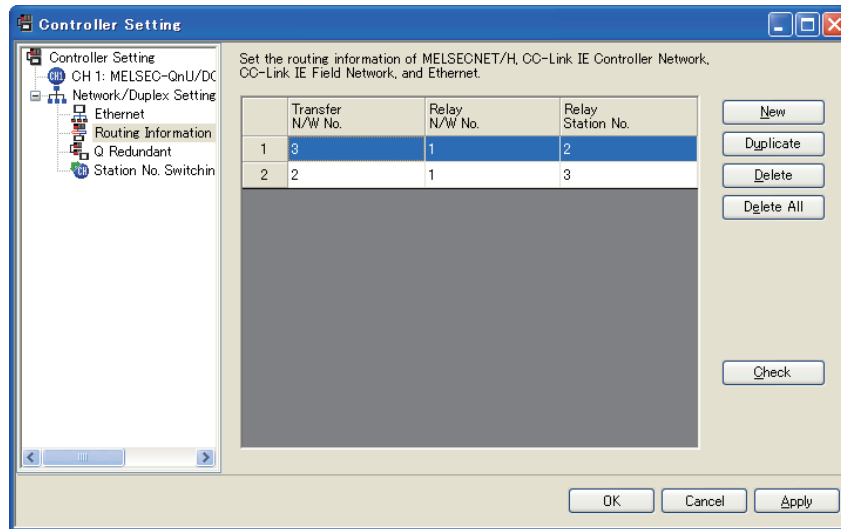 Controller Setting
Controller Setting
CH 1: MELSEC-QnU/DC
Network/Duplex Setting
Ethernet
Routing Information
Q Redundant
Station No. Switchin
Set the routing information of MELSECNET/H, CC-Link IE Controller Network,
CC-Link IE Field Network, and Ethernet.
Transfer N/W No. Relay N/W No. Relay Station No.
1 3 1 2
2 2 1 3
New
Duplicate
Delete
Delete All
Check
OK Cancel Apply